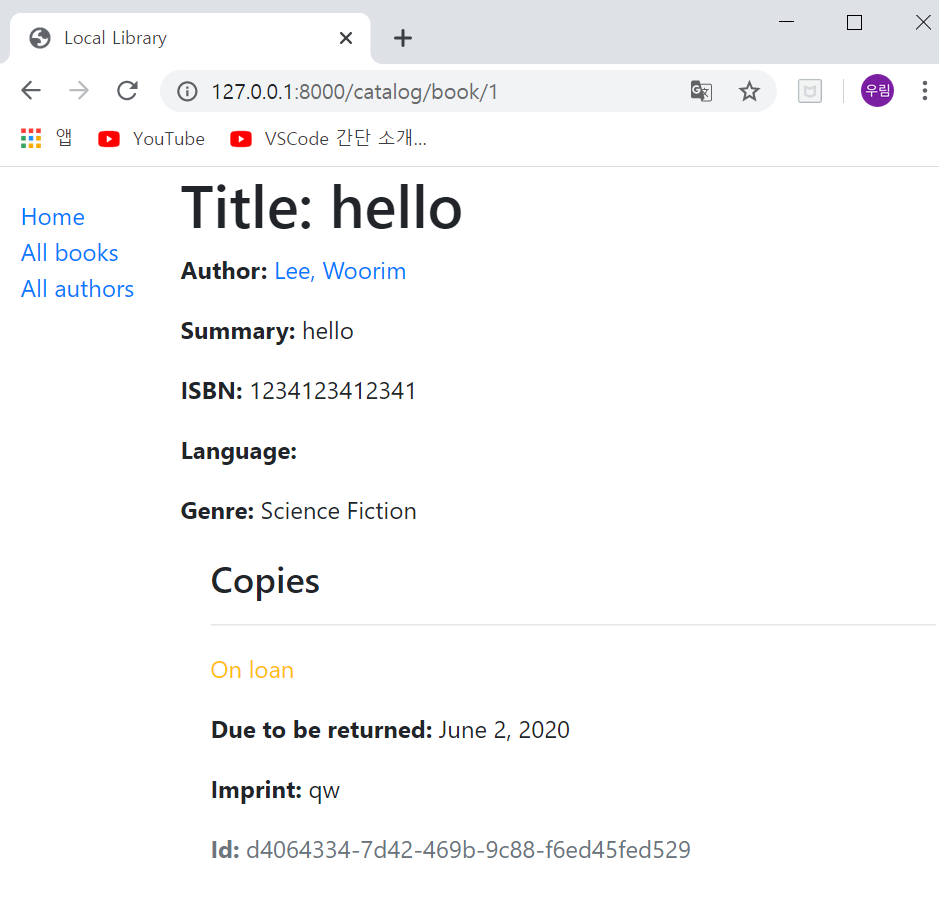 Local Library
127.0.0.1:8000/catalog/book/1
우림
앱 YouTube VSCode 간단 소개...
Home
All books
All authors
Title: hello
Author: Lee, Woorim
Summary: hello
ISBN: 1234123412341
Language:
Genre: Science Fiction
Copies
On loan
Due to be returned: June 2, 2020
Imprint: qw
Id: d4064334-7d42-469b-9c88-f6ed45fed529